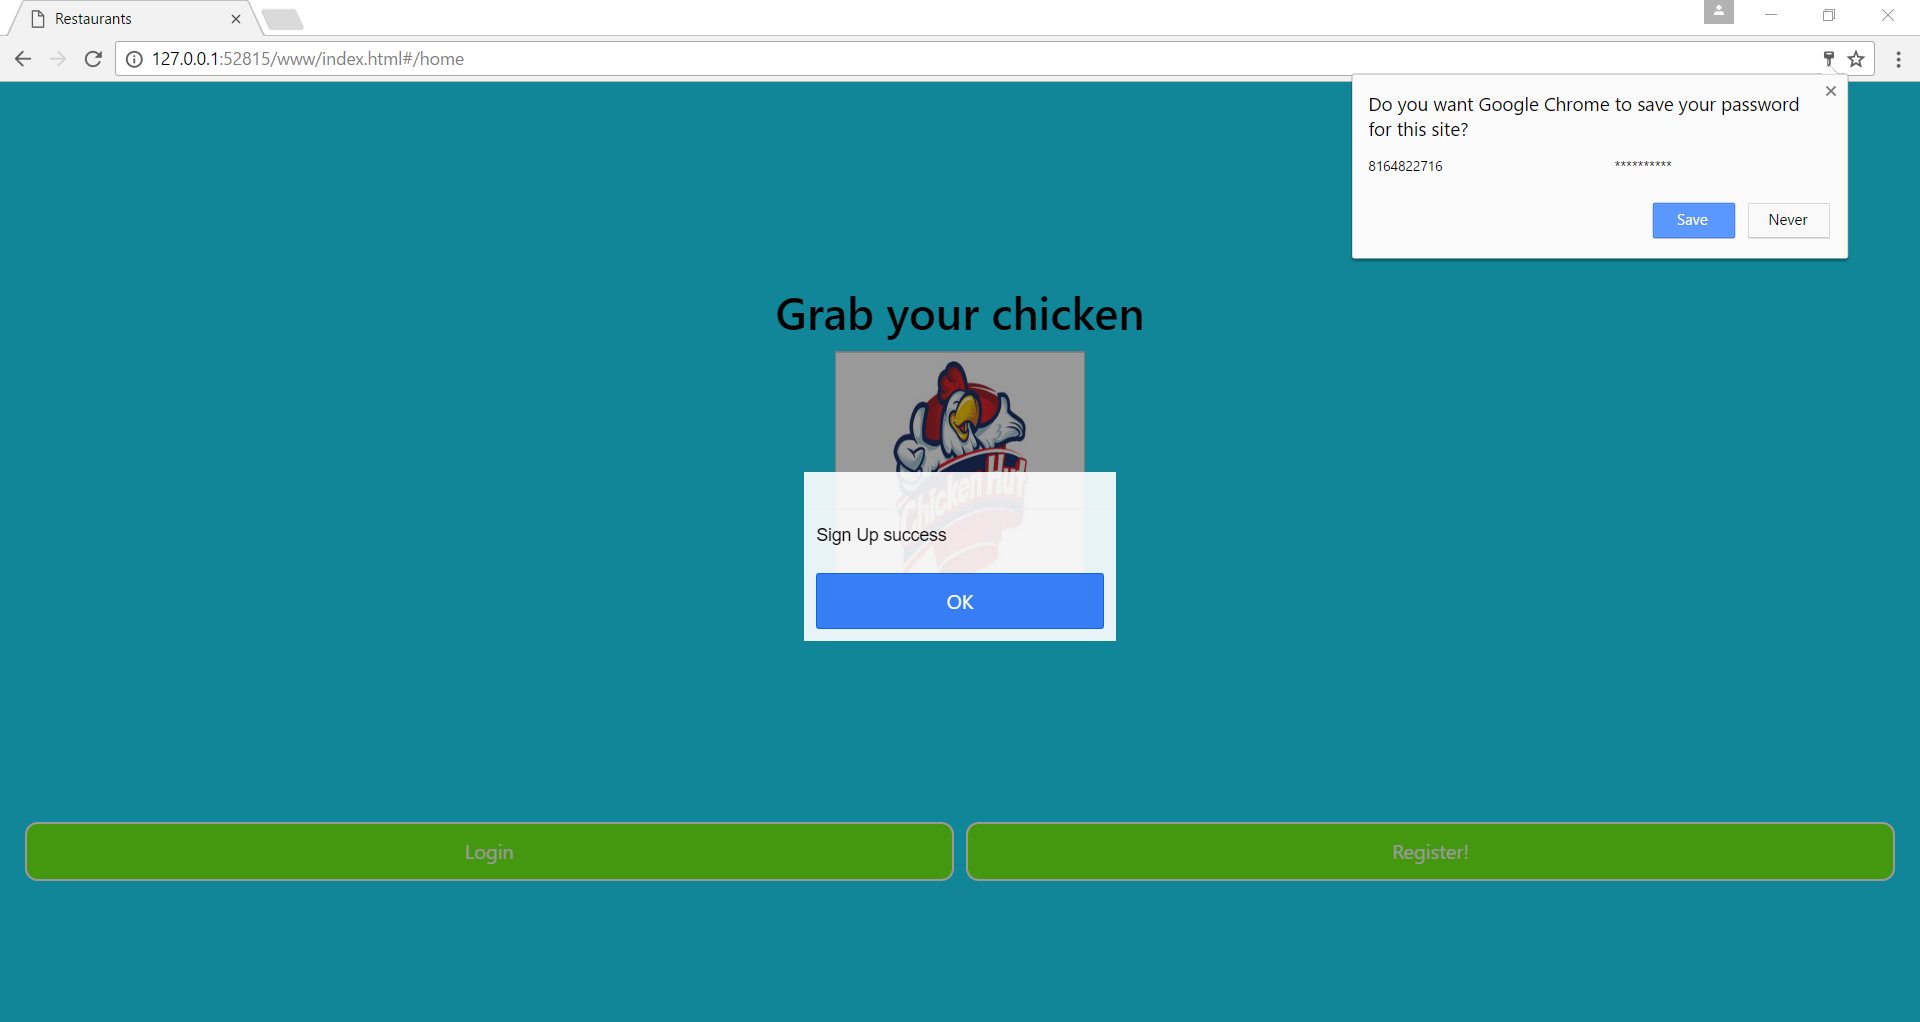 Restaurants
127.0.0.1:52815/www/index.html#/home
Do you want Google Chrome to save your password
for this site?
8164822716 **********
Save Never
Grab your chicken
Chicken Hut
Sign Up success
OK
Login Register!